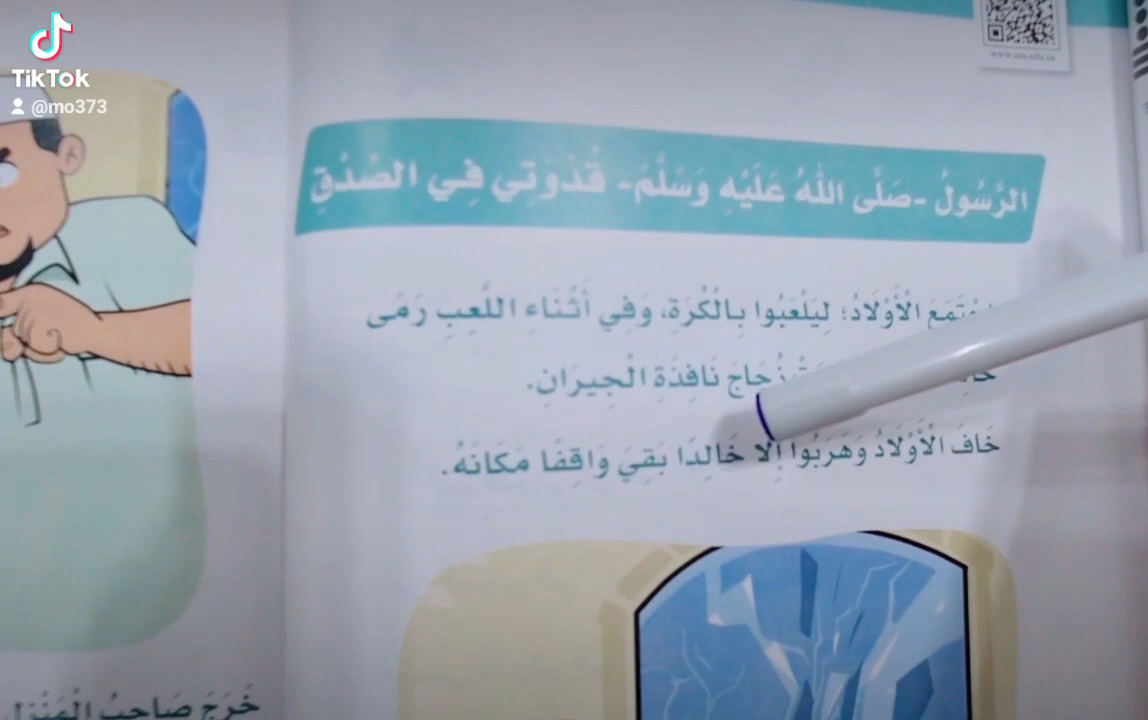 TikTok
@mo373
الرَّسُولُ -صَلَّى اللهُ عَلَيْهِ وَسَلَّمَ- قُدْوَتِي فِي الصِّدْقِ
الْأَوْلَادُ؛ لِيَلْعَبُوا بِالْكُرَةِ، وَفِي أَثْنَاءِ اللَّعِبِ رَمَى
زُجَاجَ نَافِذَةِ الْجِيرَانِ.
خَافَ الْأَوْلَادُ وَهَرَبُوا إِلَّا خَالِدًا بَقِيَ وَاقِفًا مَكَانَهُ.
خَرَجَ صَاحِبُ الْمَنْزِلِ